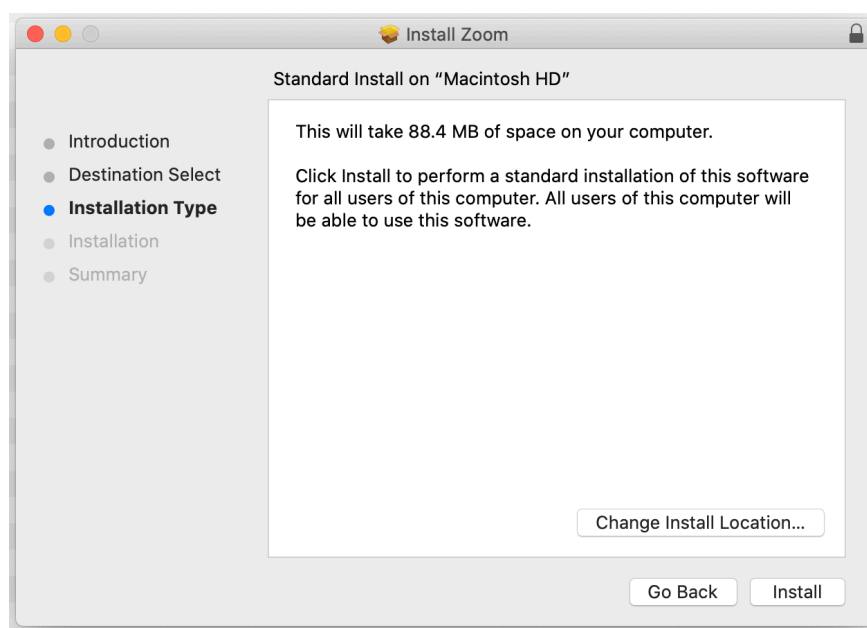 Install Zoom
Standard Install on “Macintosh HD”
Introduction
Destination Select
Installation Type
Installation
Summary
This will take 88.4 MB of space on your computer.
Click Install to perform a standard installation of this software
for all users of this computer. All users of this computer will
be able to use this software.
Change Install Location...
Go Back
Install